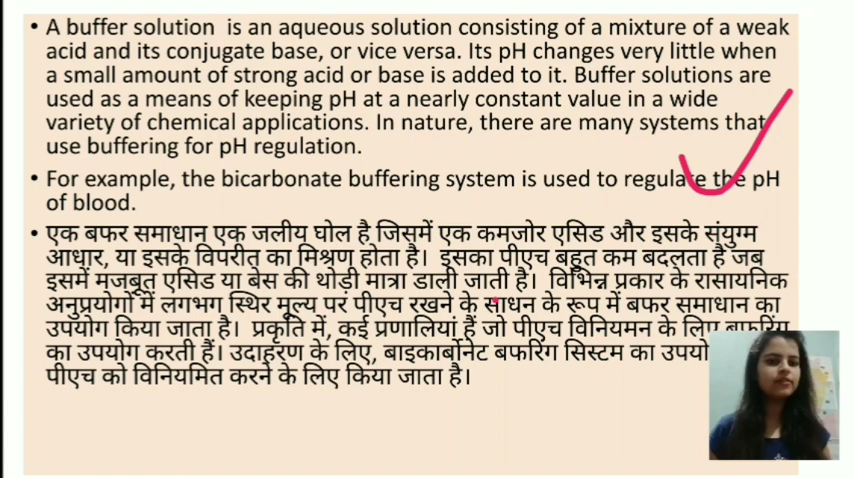 • A buffer solution is an aqueous solution consisting of a mixture of a weak
acid and its conjugate base, or vice versa. Its pH changes very little when
a small amount of strong acid or base is added to it. Buffer solutions are
used as a means of keeping pH at a nearly constant value in a wide
variety of chemical applications. In nature, there are many systems that
use buffering for pH regulation.
• For example, the bicarbonate buffering system is used to regulate the pH
of blood.
• एक बफर समाधान एक जलीय घोल है जिसमें एक कमजोर एसिड और इसके संयुग्म
आधार, या इसके विपरीत का मिश्रण होता है। इसका पीएच बहुत कम बदलता है जब
इसमें मजबूत एसिड या बेस की थोड़ी मात्रा डाली जाती है। विभिन्न प्रकार के रासायनिक
अनुप्रयोगों में लगभग स्थिर मूल्य पर पीएच रखने के साधन के रूप में बफर समाधान का
उपयोग किया जाता है। प्रकृति में, कई प्रणालियां हैं जो पीएच विनियमन के लिए बफरिंग
का उपयोग करती हैं। उदाहरण के लिए, बाइकार्बोनेट बफरिंग सिस्टम का
पीएच को विनियमित करने के लिए किया जाता है।